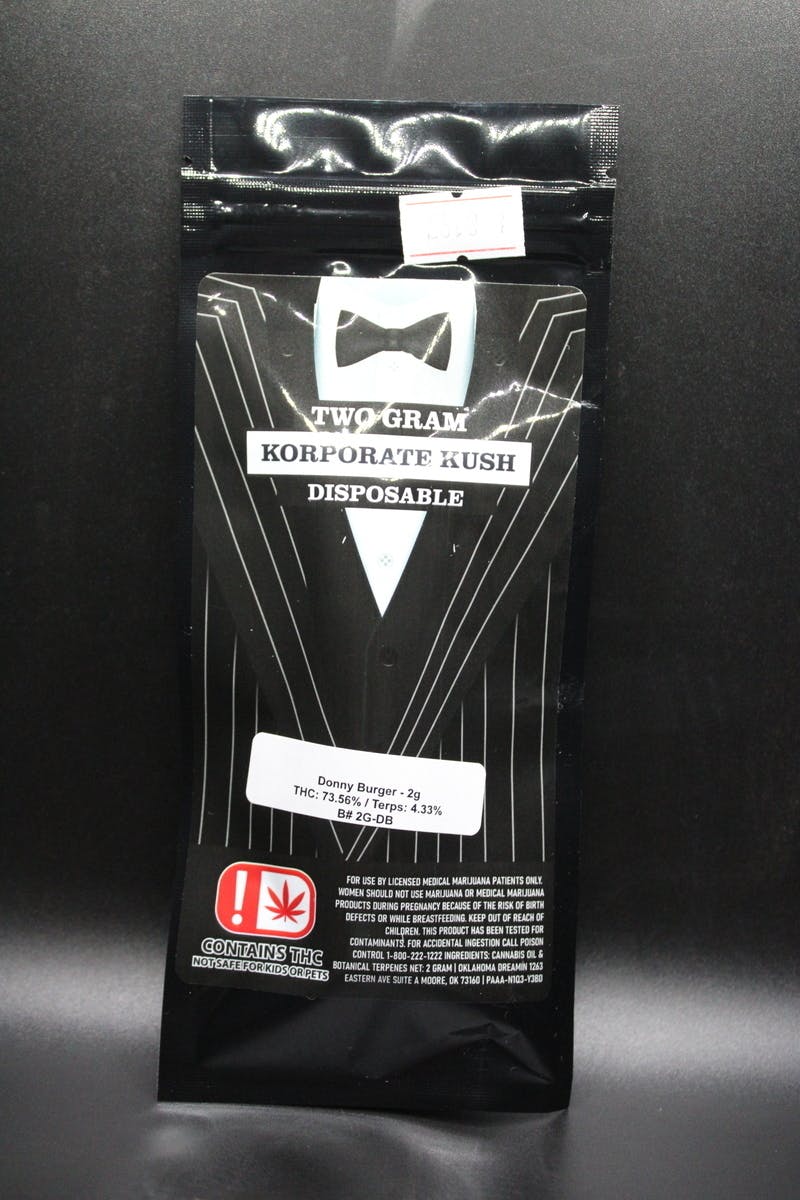 TWO GRAM
KORPORATE KUSH
DISPOSABLE
Donny Burger - 2g
THC: 73.56% / Terps: 4.33%
B# 2G-DB
!
CONTAINS THC
NOT SAFE FOR KIDS OR PETS
FOR USE BY LICENSED MEDICAL MARIJUANA PATIENTS ONLY.
WOMEN SHOULD NOT USE MARIJUANA OR MEDICAL MARIJUANA
PRODUCTS DURING PREGNANCY BECAUSE OF THE RISK OF BIRTH
DEFECTS OR WHILE BREASTFEEDING. KEEP OUT OF REACH OF
CHILDREN. THIS PRODUCT HAS BEEN TESTED FOR
CONTAMINANTS. FOR ACCIDENTAL INGESTION CALL POISON
CONTROL 1-800-222-1222 INGREDIENTS: CANNABIS OIL &
BOTANICAL TERPENES NET: 2 GRAM | OKLAHOMA DREAMIN 1263
EASTERN AVE SUITE A MOORE, OK 73160 | PAAA-N1Q3-Y38D